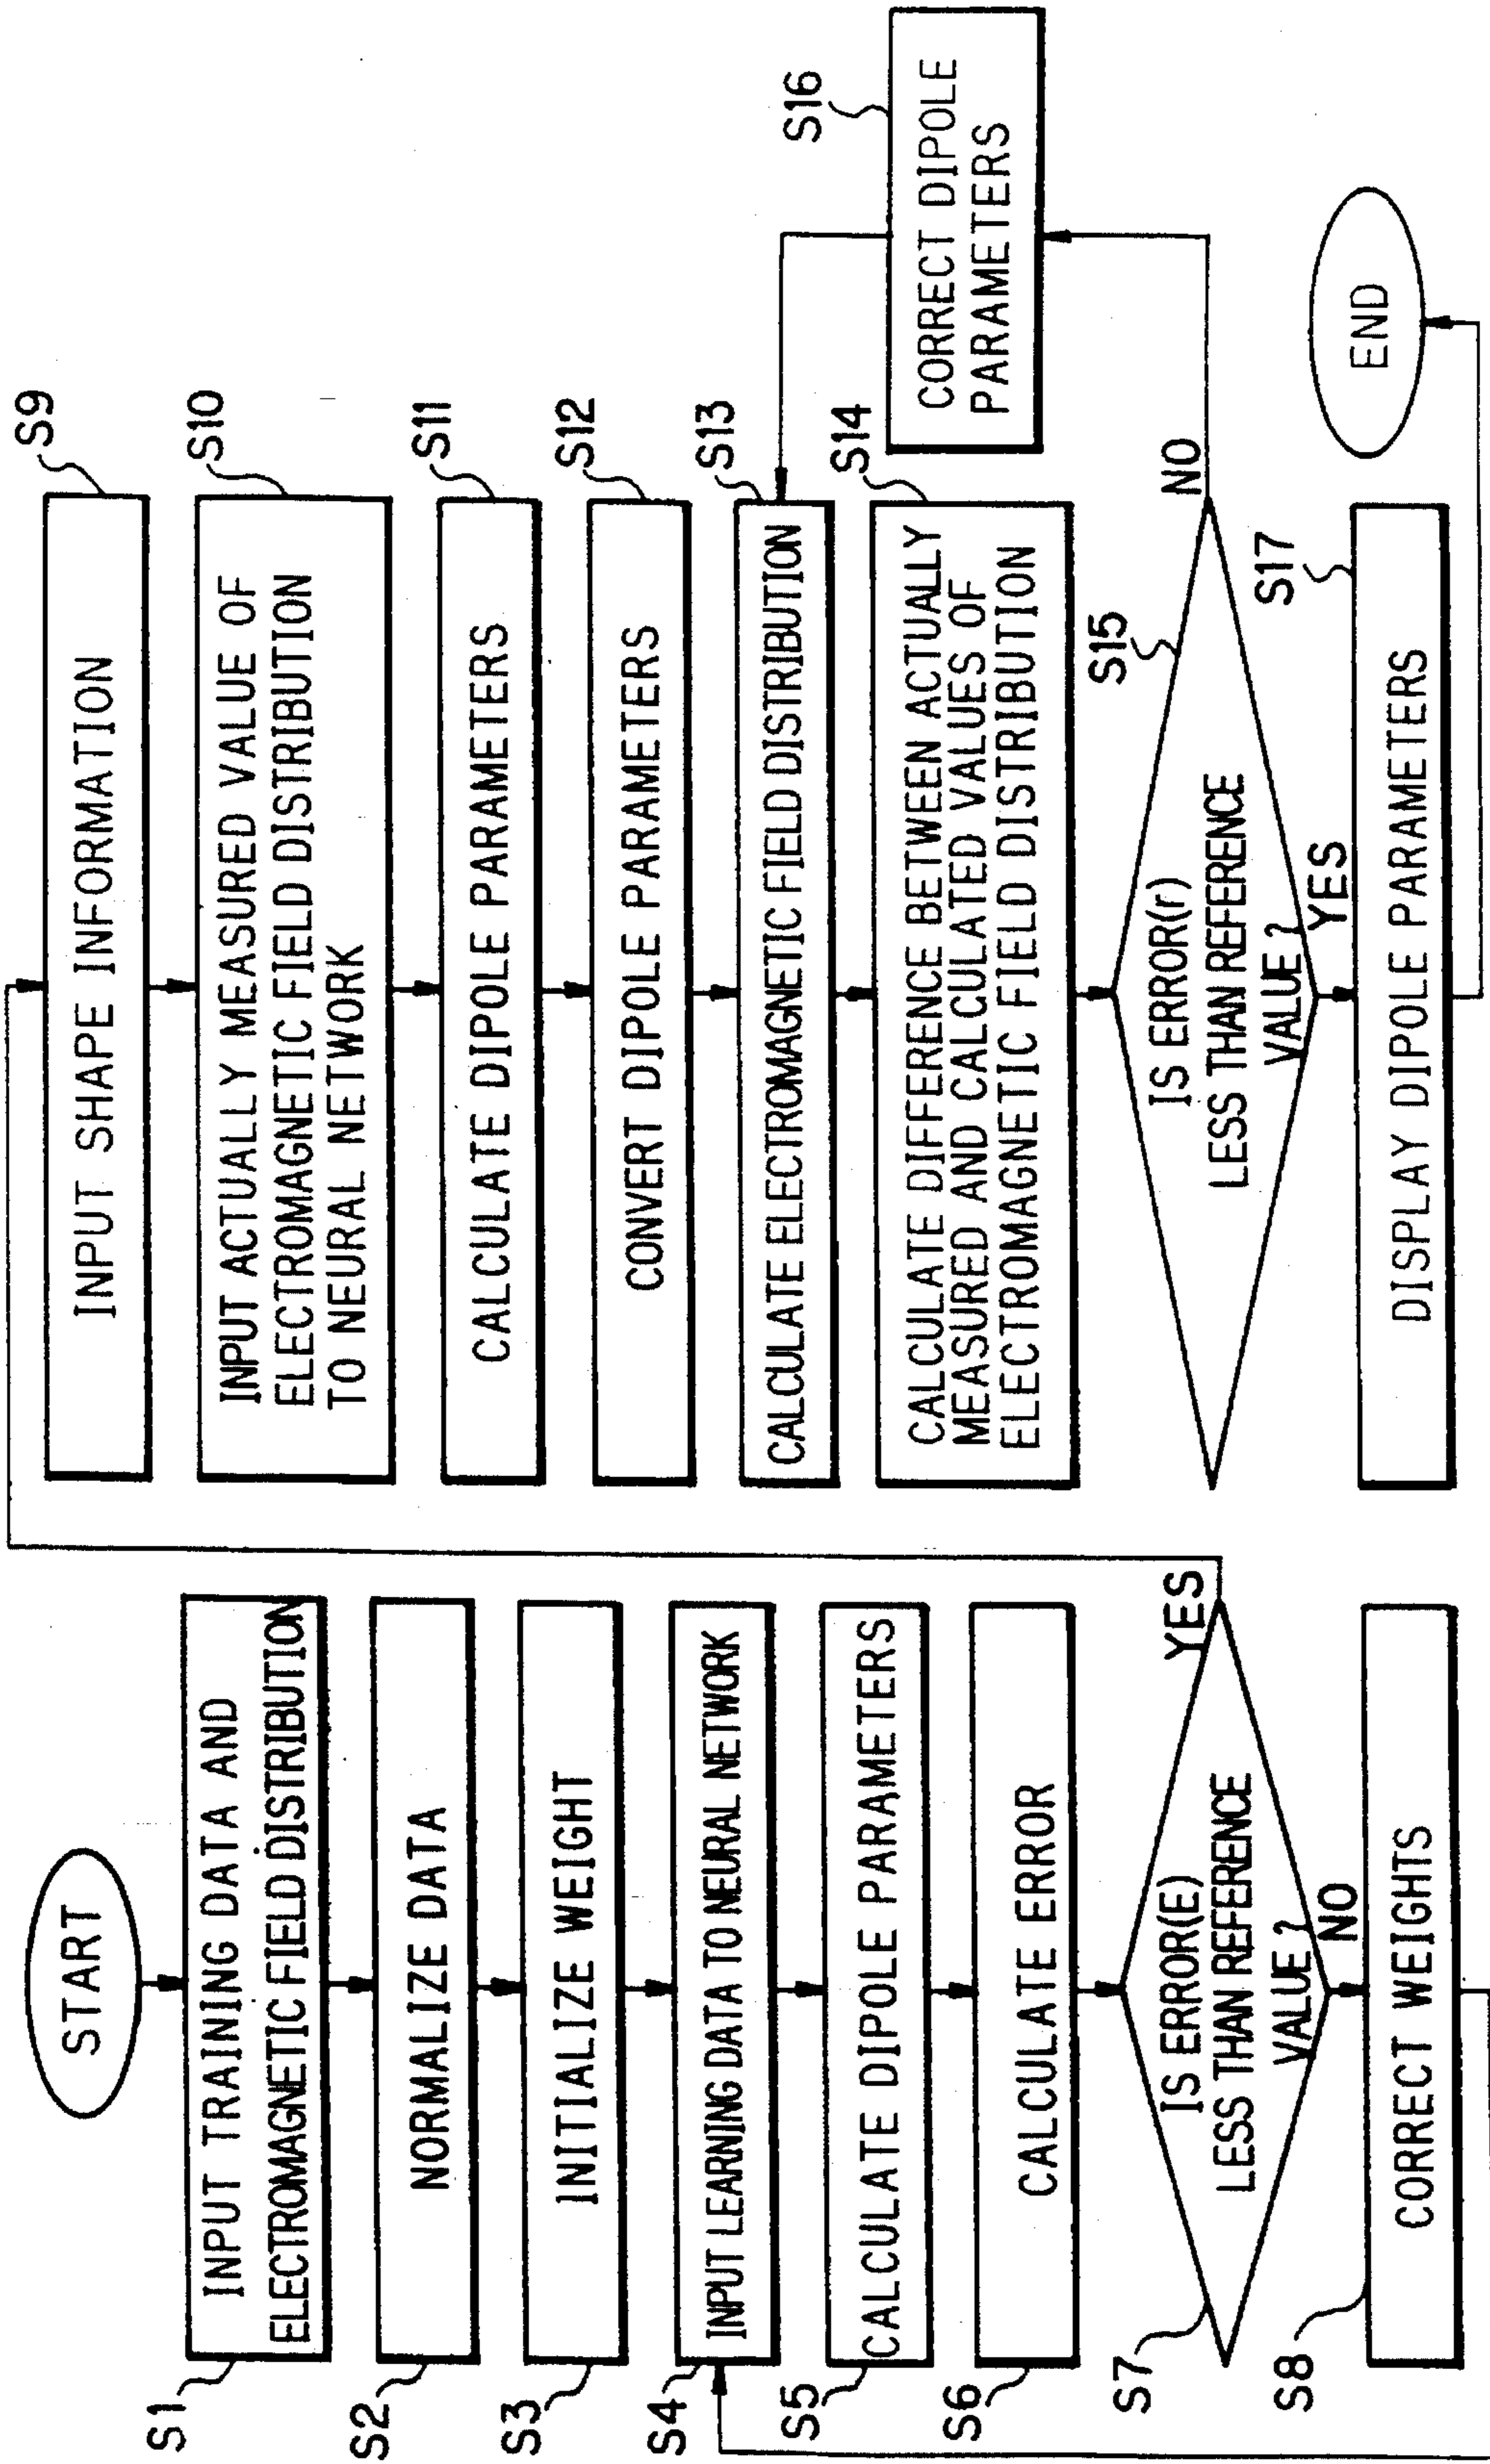 START
S1
INPUT TRAINING DATA AND
ELECTROMAGNETIC FIELD DISTRIBUTION
S2
NORMALIZE DATA
S3
INITIALIZE WEIGHT
S4
INPUT LEARNING DATA TO NEURAL NETWORK
S5
CALCULATE DIPOLE PARAMETERS
S6
CALCULATE ERROR
S7
IS ERROR(E)
LESS THAN REFERENCE
VALUE?
YES
NO
S8
CORRECT WEIGHTS
S9
INPUT SHAPE INFORMATION
S10
INPUT ACTUALLY MEASURED VALUE OF
ELECTROMAGNETIC FIELD DISTRIBUTION
TO NEURAL NETWORK
S11
CALCULATE DIPOLE PARAMETERS
S12
CONVERT DIPOLE PARAMETERS
S13
CALCULATE ELECTROMAGNETIC FIELD DISTRIBUTION
S14
CALCULATE DIFFERENCE BETWEEN ACTUALLY
MEASURED AND CALCULATED VALUES OF
ELECTROMAGNETIC FIELD DISTRIBUTION
S15
IS ERROR(r)
LESS THAN REFERENCE
VALUE?
NO
YES
S16
CORRECT DIPOLE
PARAMETERS
S17
DISPLAY DIPOLE PARAMETERS
END